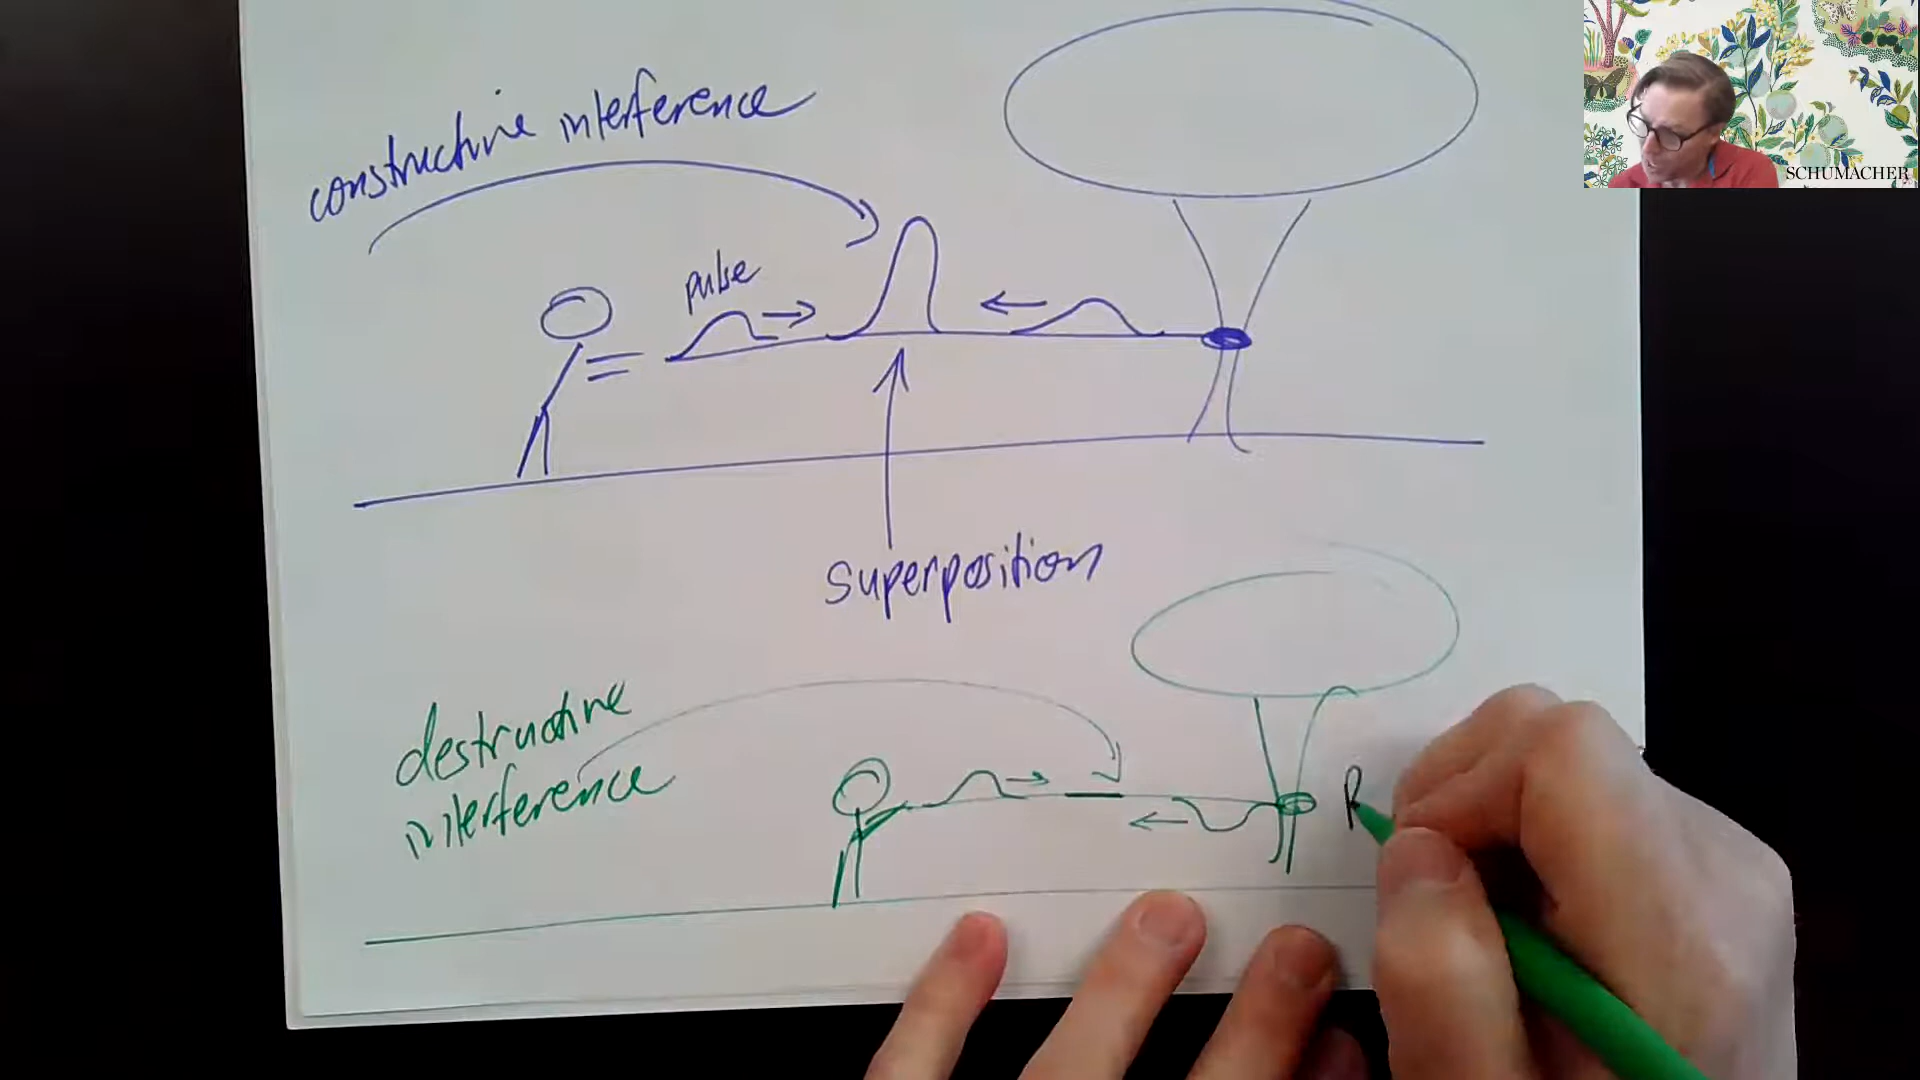 SCHUMACHER
constructive interference
pulse
superposition
destructive
interference